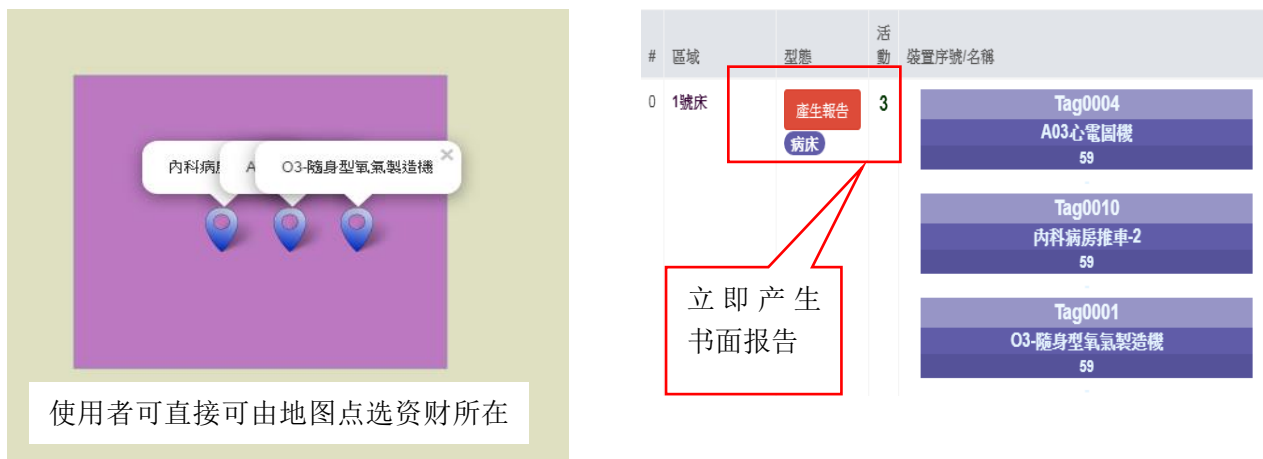 內科病
A
O3-隨身型氧氣製造機
×
使用者可直接可由地图点选资财所在
#
區域
型態
活動
裝置序號/名稱
0
1號床
產生報告
病床
3
Tag0004
A03心電圖機
59
Tag0010
內科病房推車-2
59
Tag0001
O3-隨身型氧氣製造機
59
立即产生
书面报告